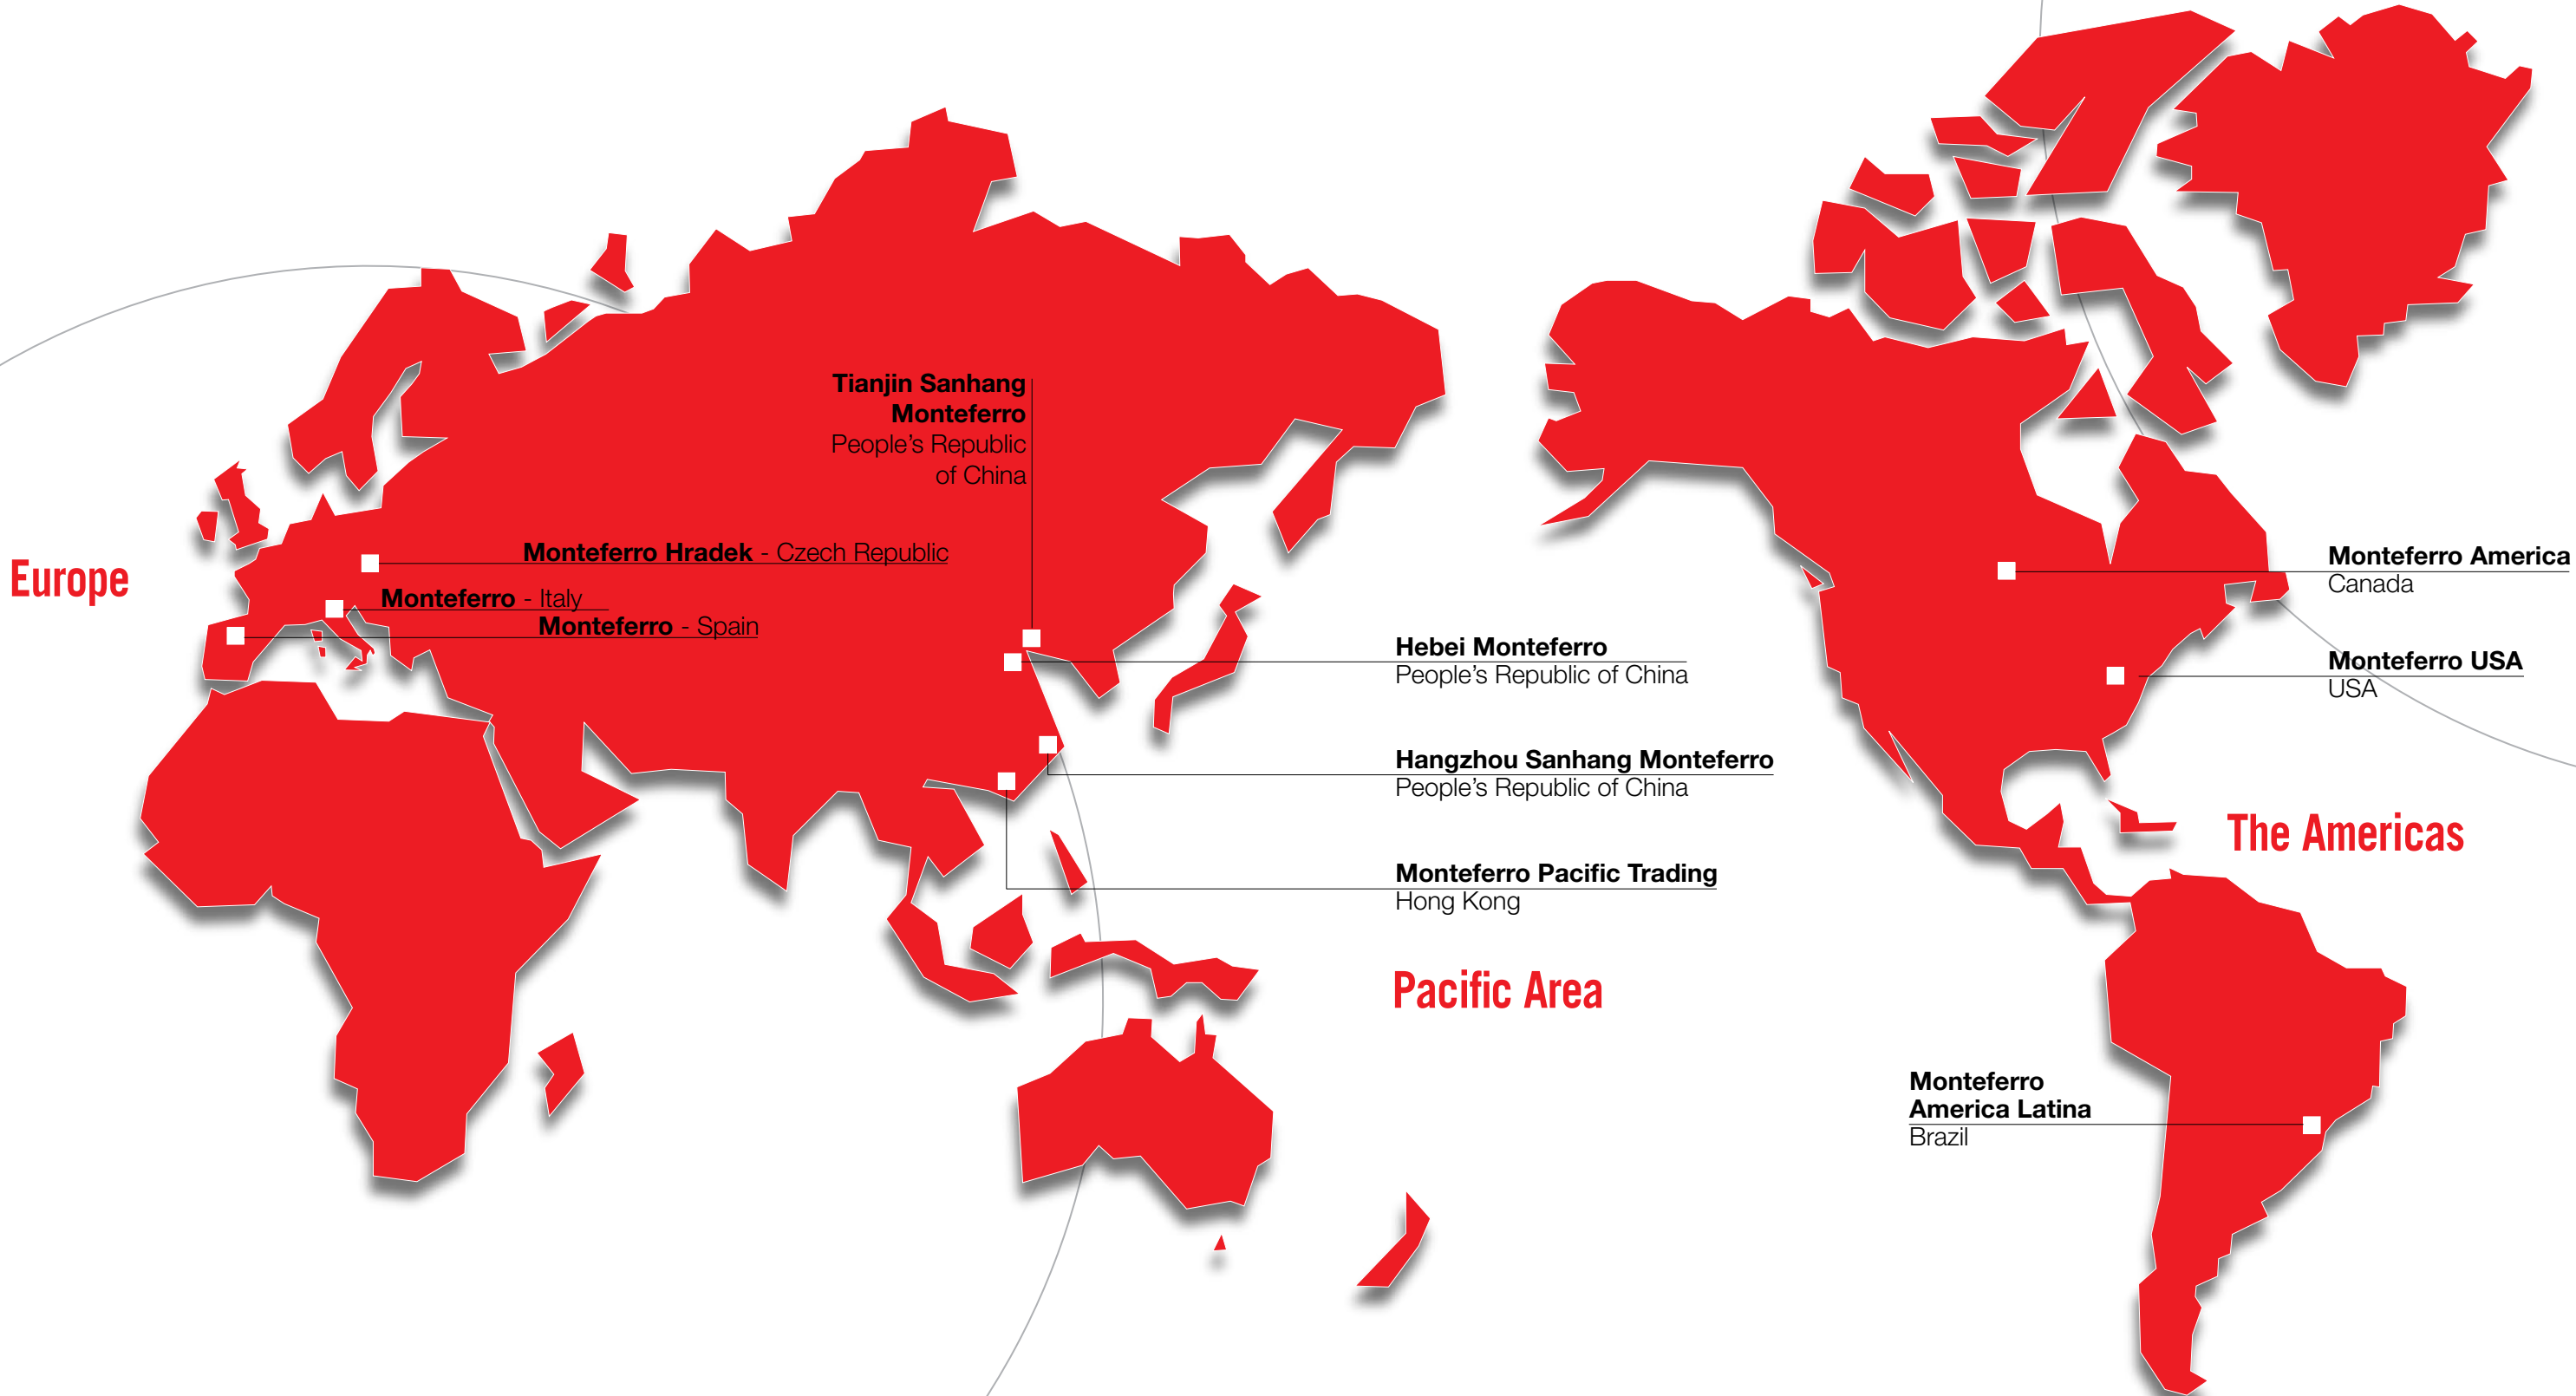 Tianjin Sanhang
Monteferro
People’s Republic
of China
Europe
Monteferro Hradek - Czech Republic
Monteferro - Italy
Monteferro - Spain
Hebei Monteferro
People’s Republic of China
Hangzhou Sanhang Monteferro
People’s Republic of China
Monteferro Pacific Trading
Hong Kong
Pacific Area
Monteferro America
Canada
Monteferro USA
USA
The Americas
Monteferro
America Latina
Brazil